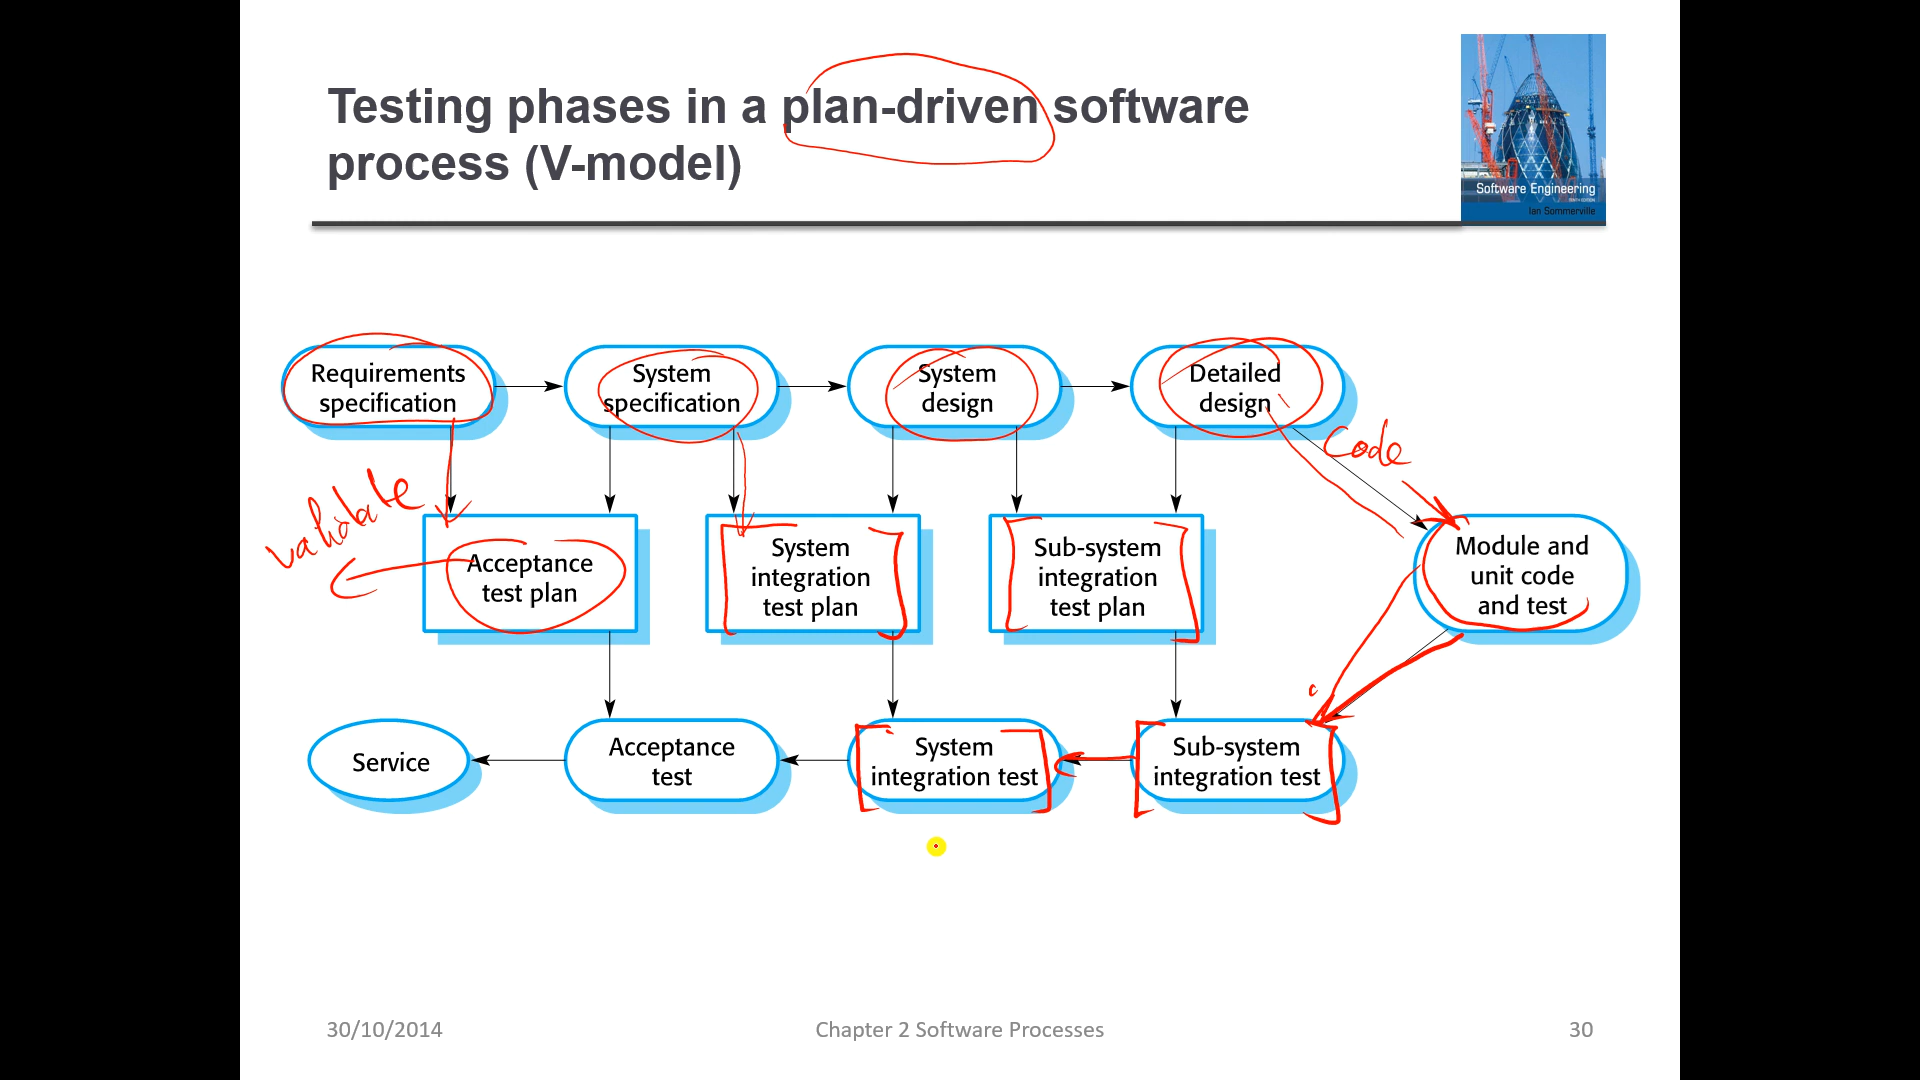 Testing phases in a plan-driven software
process (V-model)
Software Engineering
Ian Sommerville
Requirements
specification
System
specification
System
design
Detailed
design
Code
validate
Acceptance
test plan
System
integration
test plan
Sub-system
integration
test plan
Module and
unit code
and test
Service
Acceptance
test
System
integration test
Sub-system
integration test
30/10/2014
Chapter 2 Software Processes
30